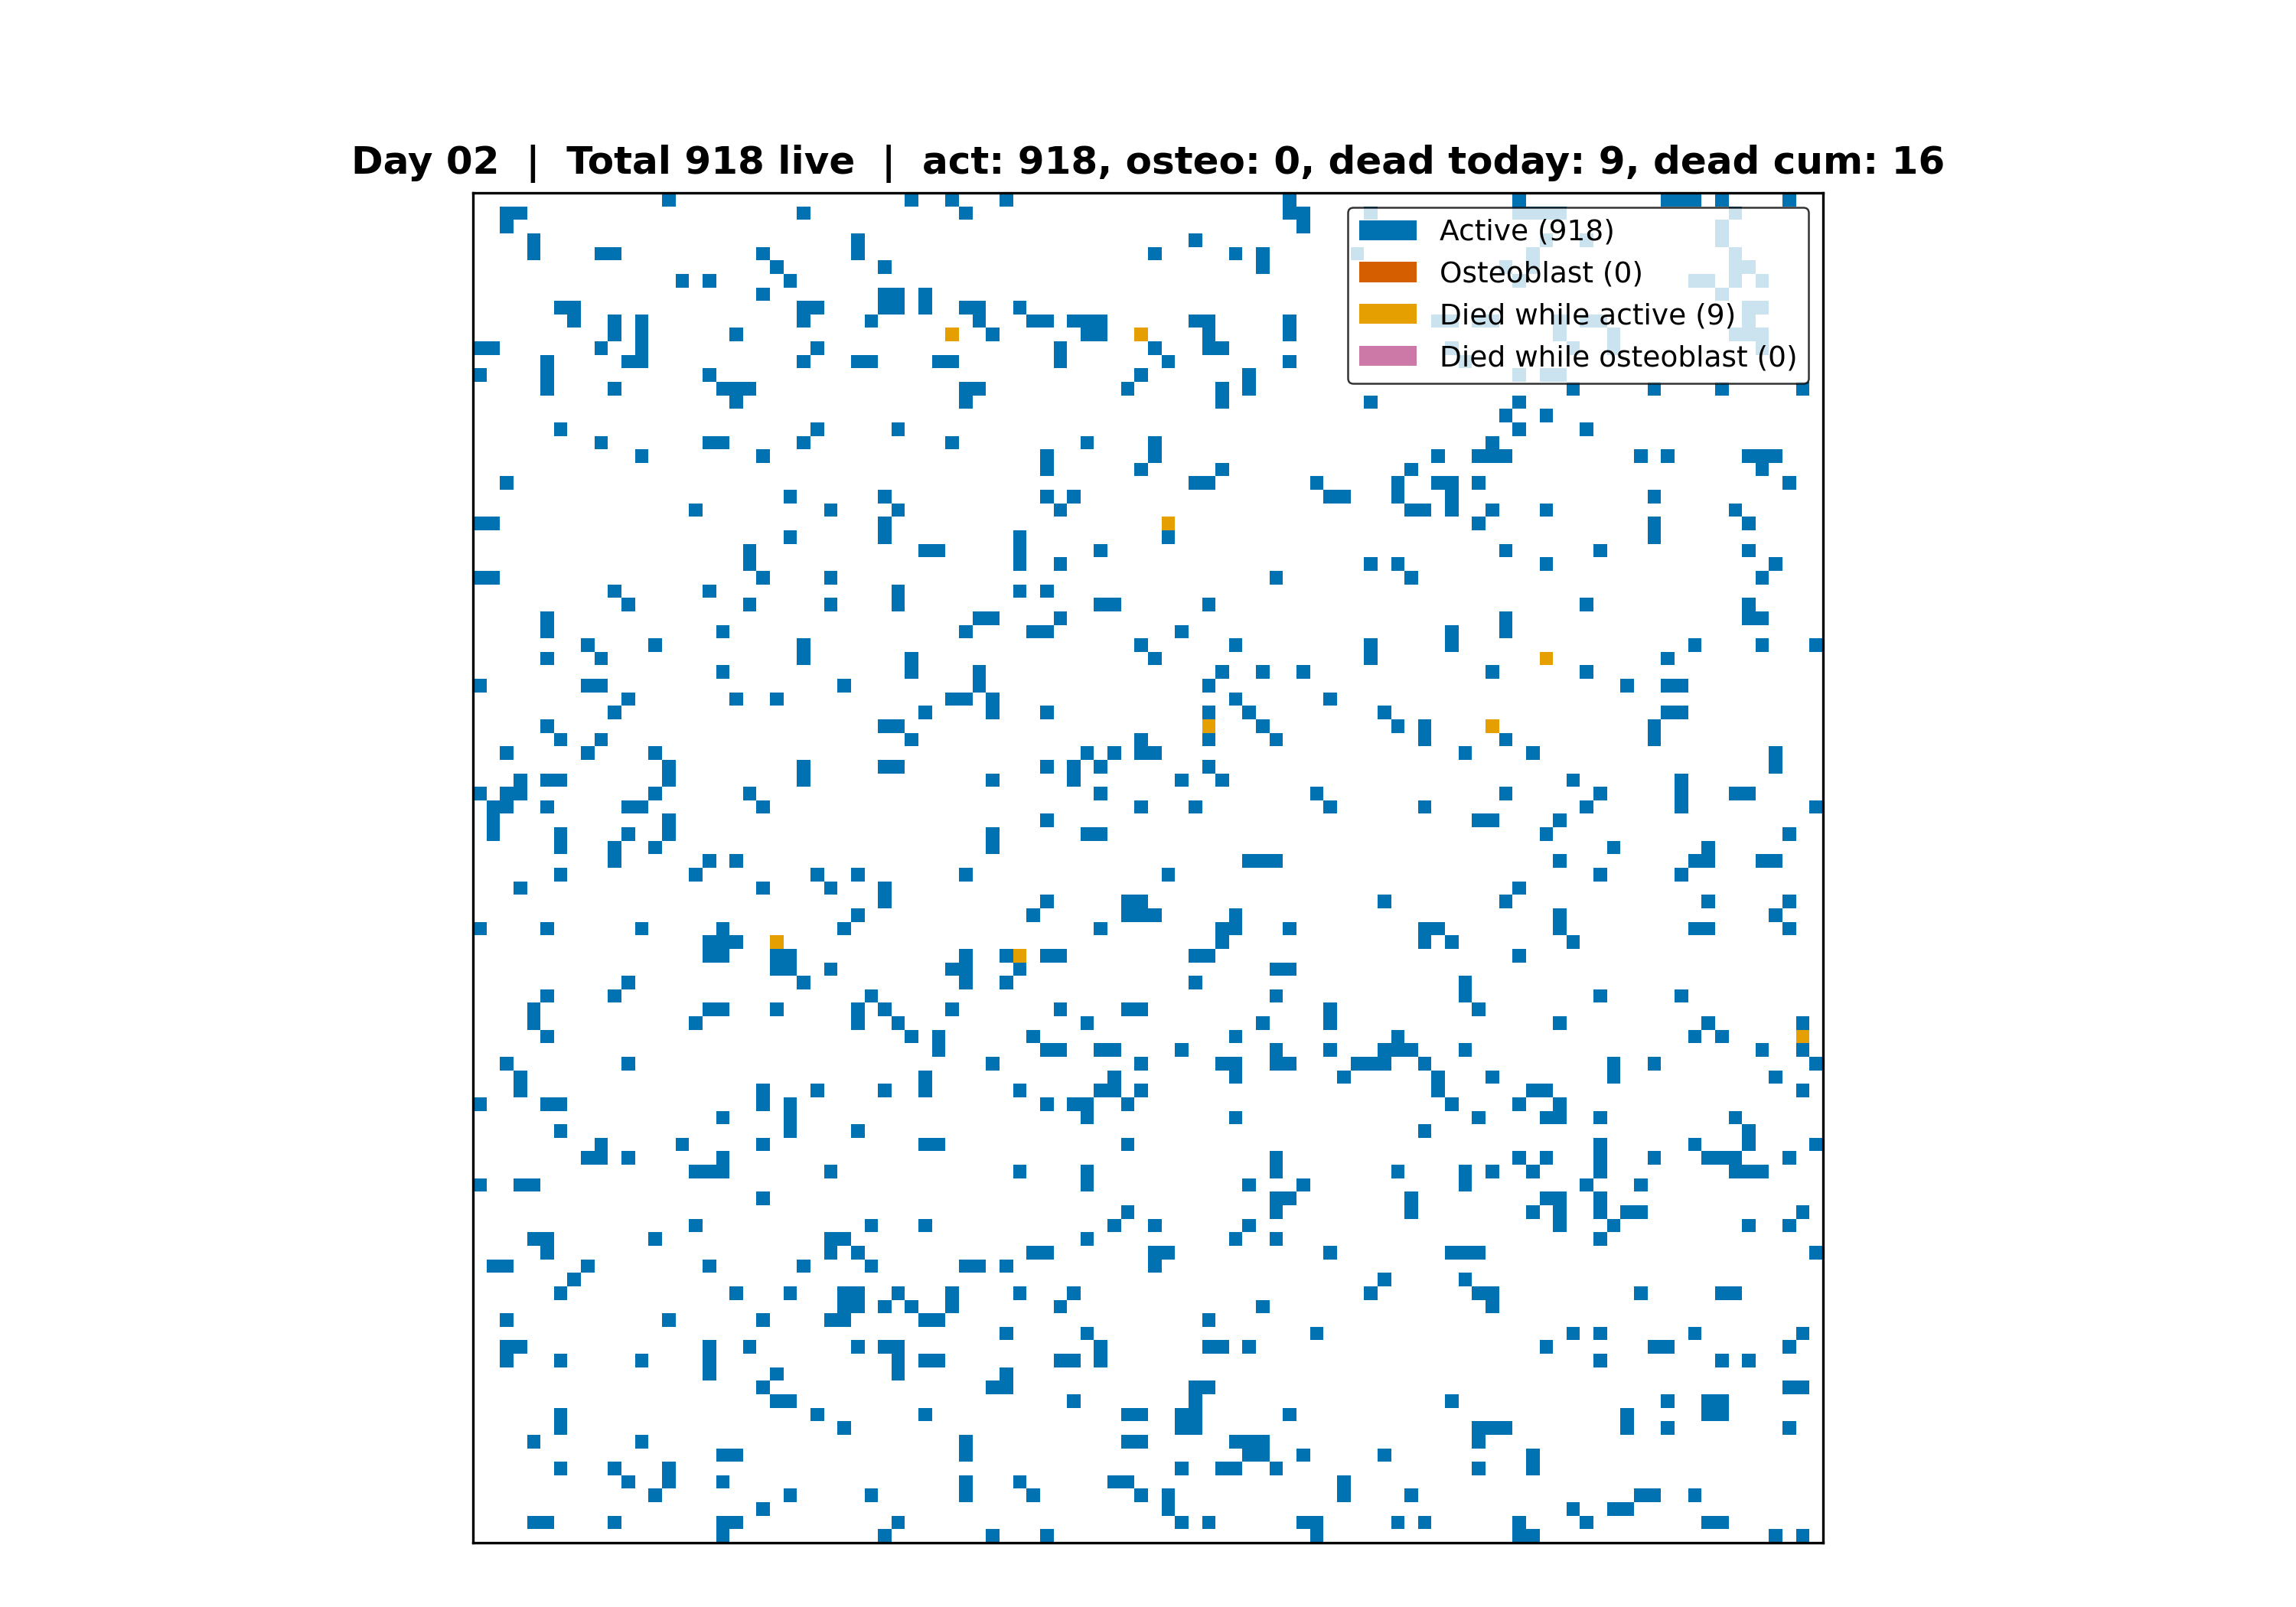 Day 02 | Total 918 live | act: 918, osteo: 0, dead today: 9, dead cum: 16
Active (918)
Osteoblast (0)
Died while active (9)
Died while osteoblast (0)